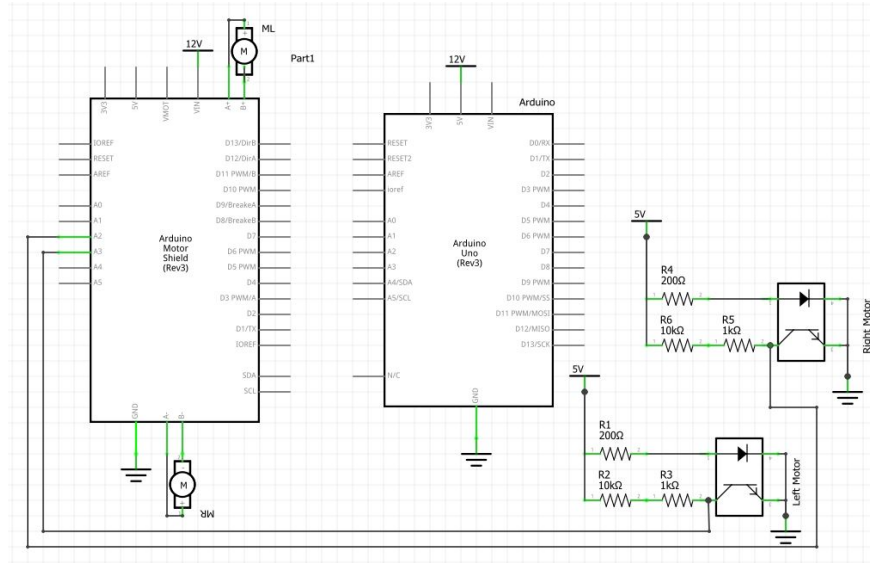 ML
12V
Part1
3V3
5V
VMOT
VIN
A+
B+
IOREF
RESET
AREF
A0
A1
A2
A3
A4
A5
Arduino
Motor
Shield
(Rev3)
D13/DirB
D12/DirA
D11 PWM/B
D10 PWM
D9/BreakeA
D8/BreakeB
D7
D6 PWM
D5 PWM
D4
D3 PWM/A
D2
D1/TX
IOREF
SDA
SCL
GND
A-
B-
M
M
MR
12V
Arduino
3V3
5V
VIN
RESET
RESET2
AREF
ioref
A0
A1
A2
A3
A4/SDA
A5/SCL
N/C
Arduino
Uno
(Rev3)
D0/RX
D1/TX
D2
D3 PWM
D4
D5 PWM
D6 PWM
D7
D8
D9 PWM
D10 PWM/SS
D11 PWM/MOSI
D12/MISO
D13/SCK
GND
5V
R4
200Ω
R6
10kΩ
R5
1kΩ
Right Motor
5V
R1
200Ω
R2
10kΩ
R3
1kΩ
Left Motor